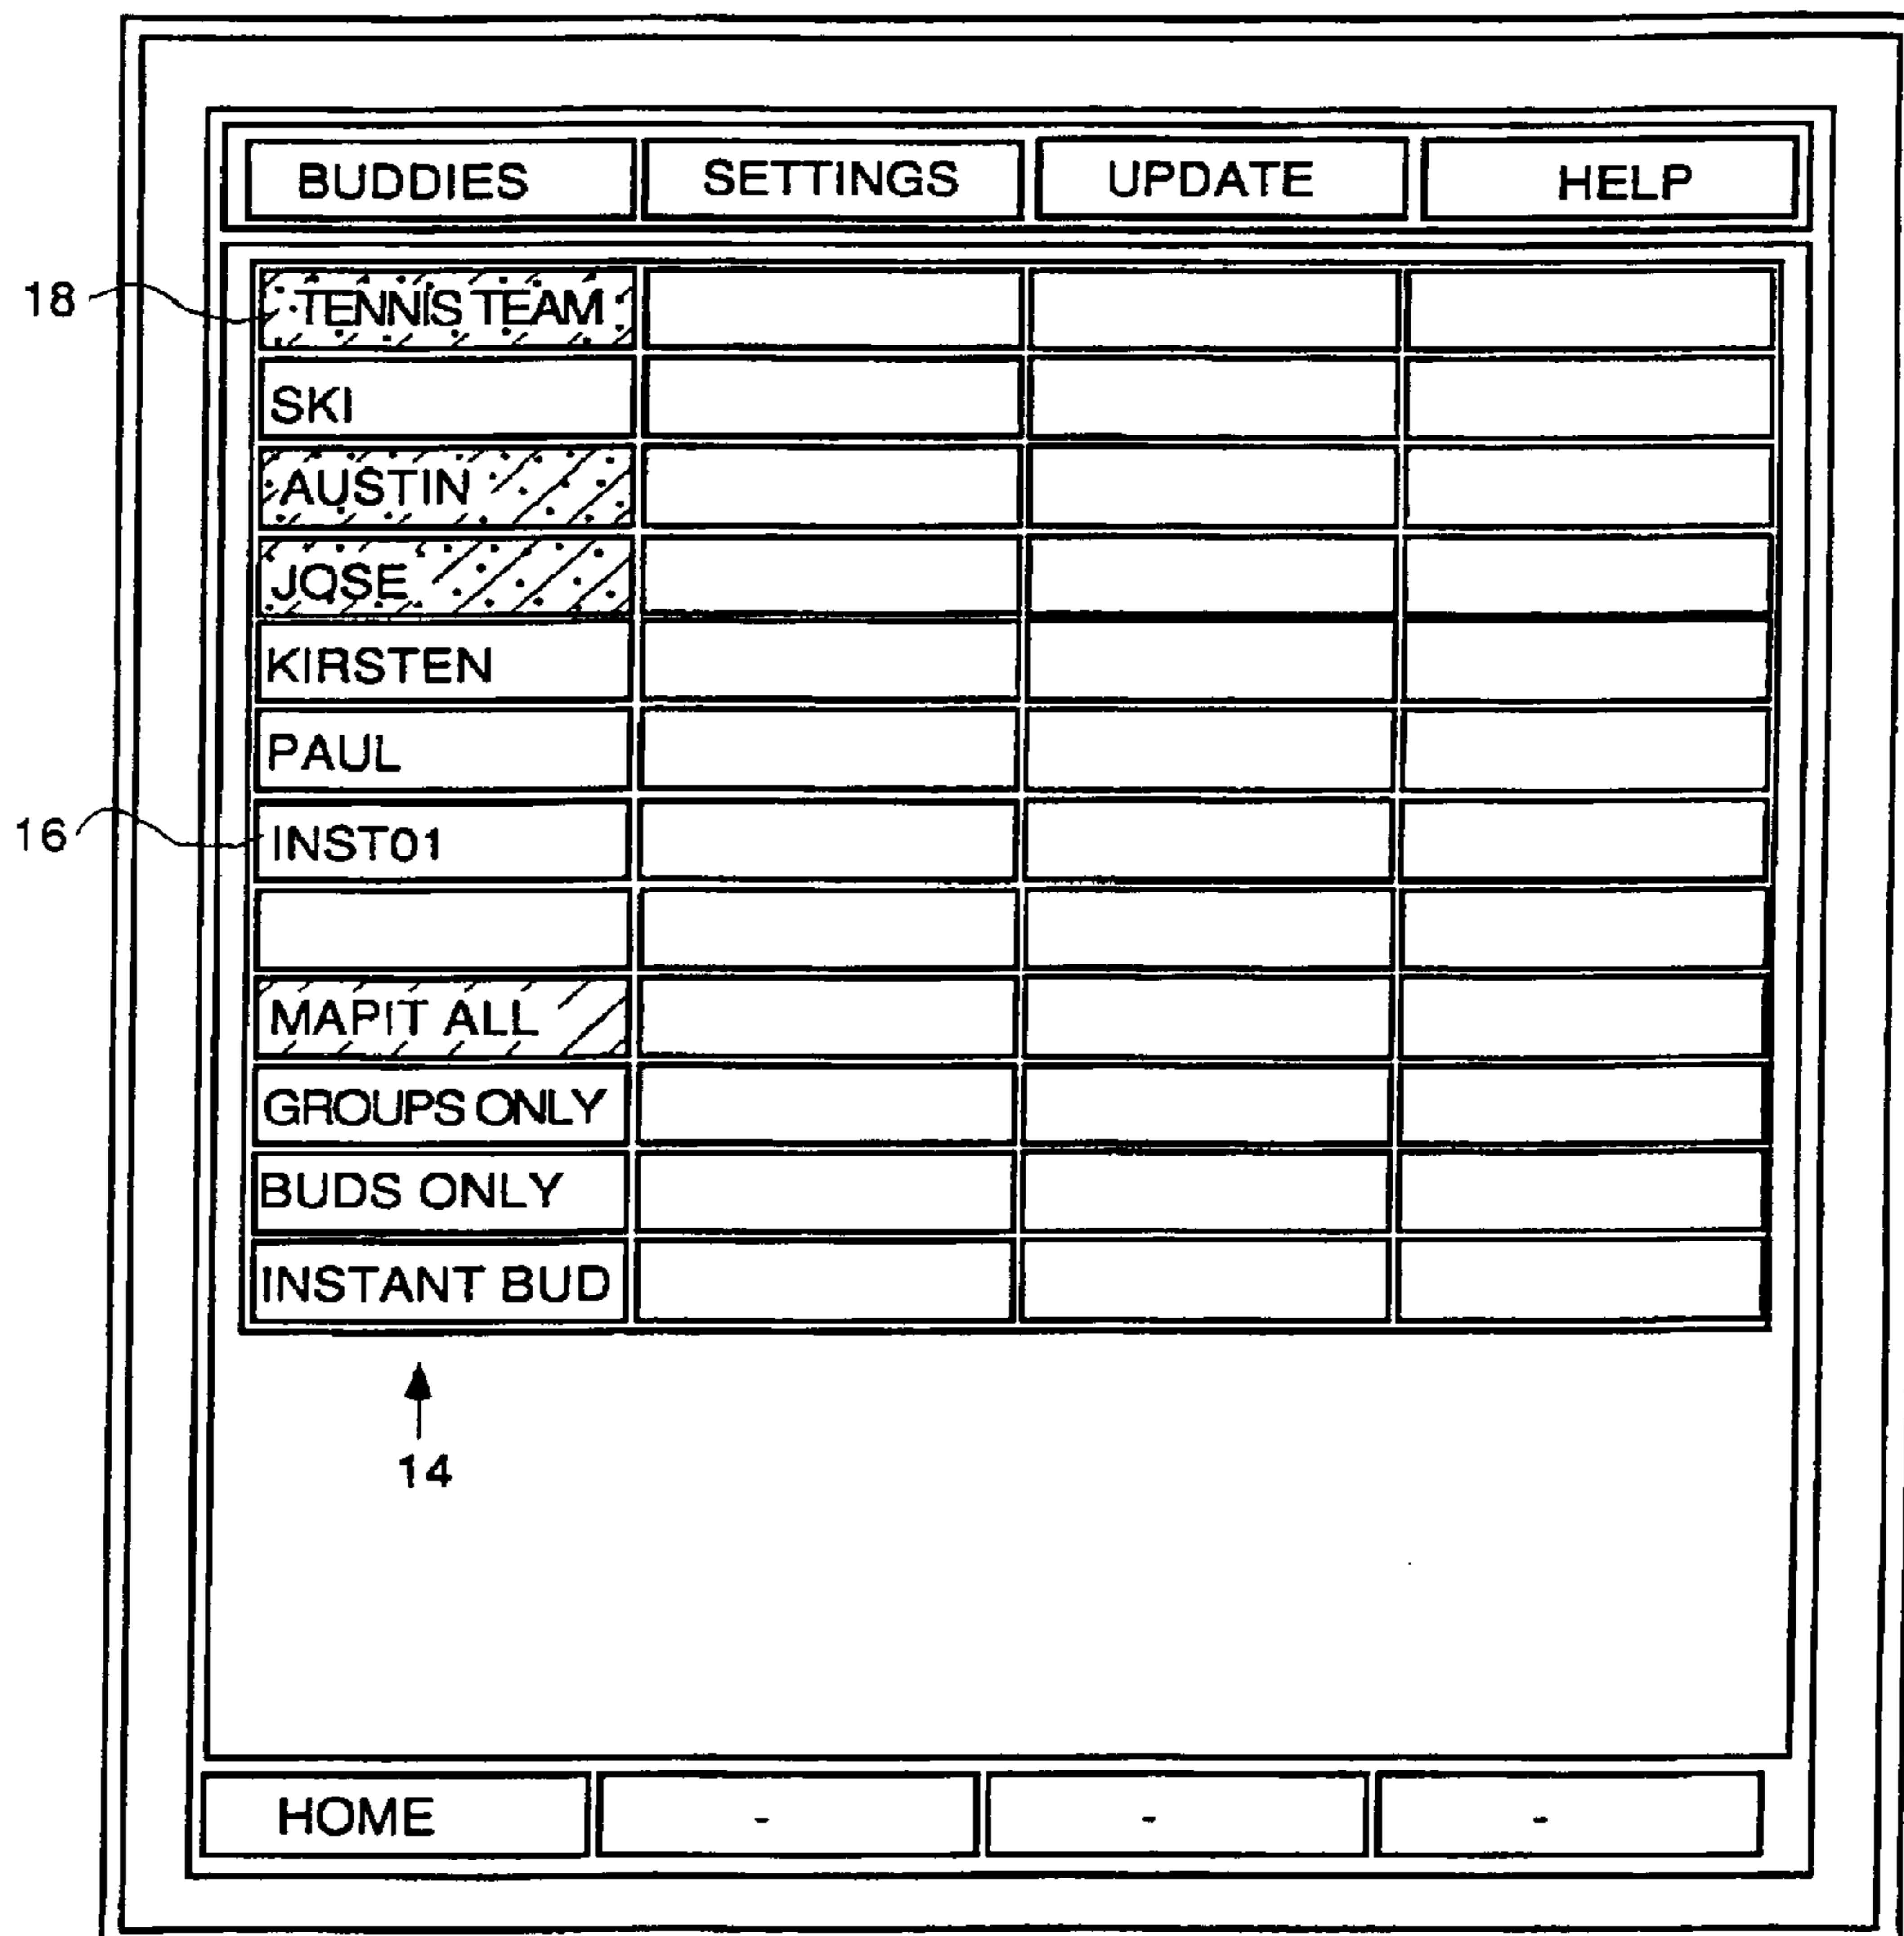 BUDDIES SETTINGS UPDATE HELP
18 TENNIS TEAM
SKI
AUSTIN
JOSE
KIRSTEN
PAUL
16 INST01
MAPIT ALL
GROUPS ONLY
BUDS ONLY
INSTANT BUD
14
HOME - - -